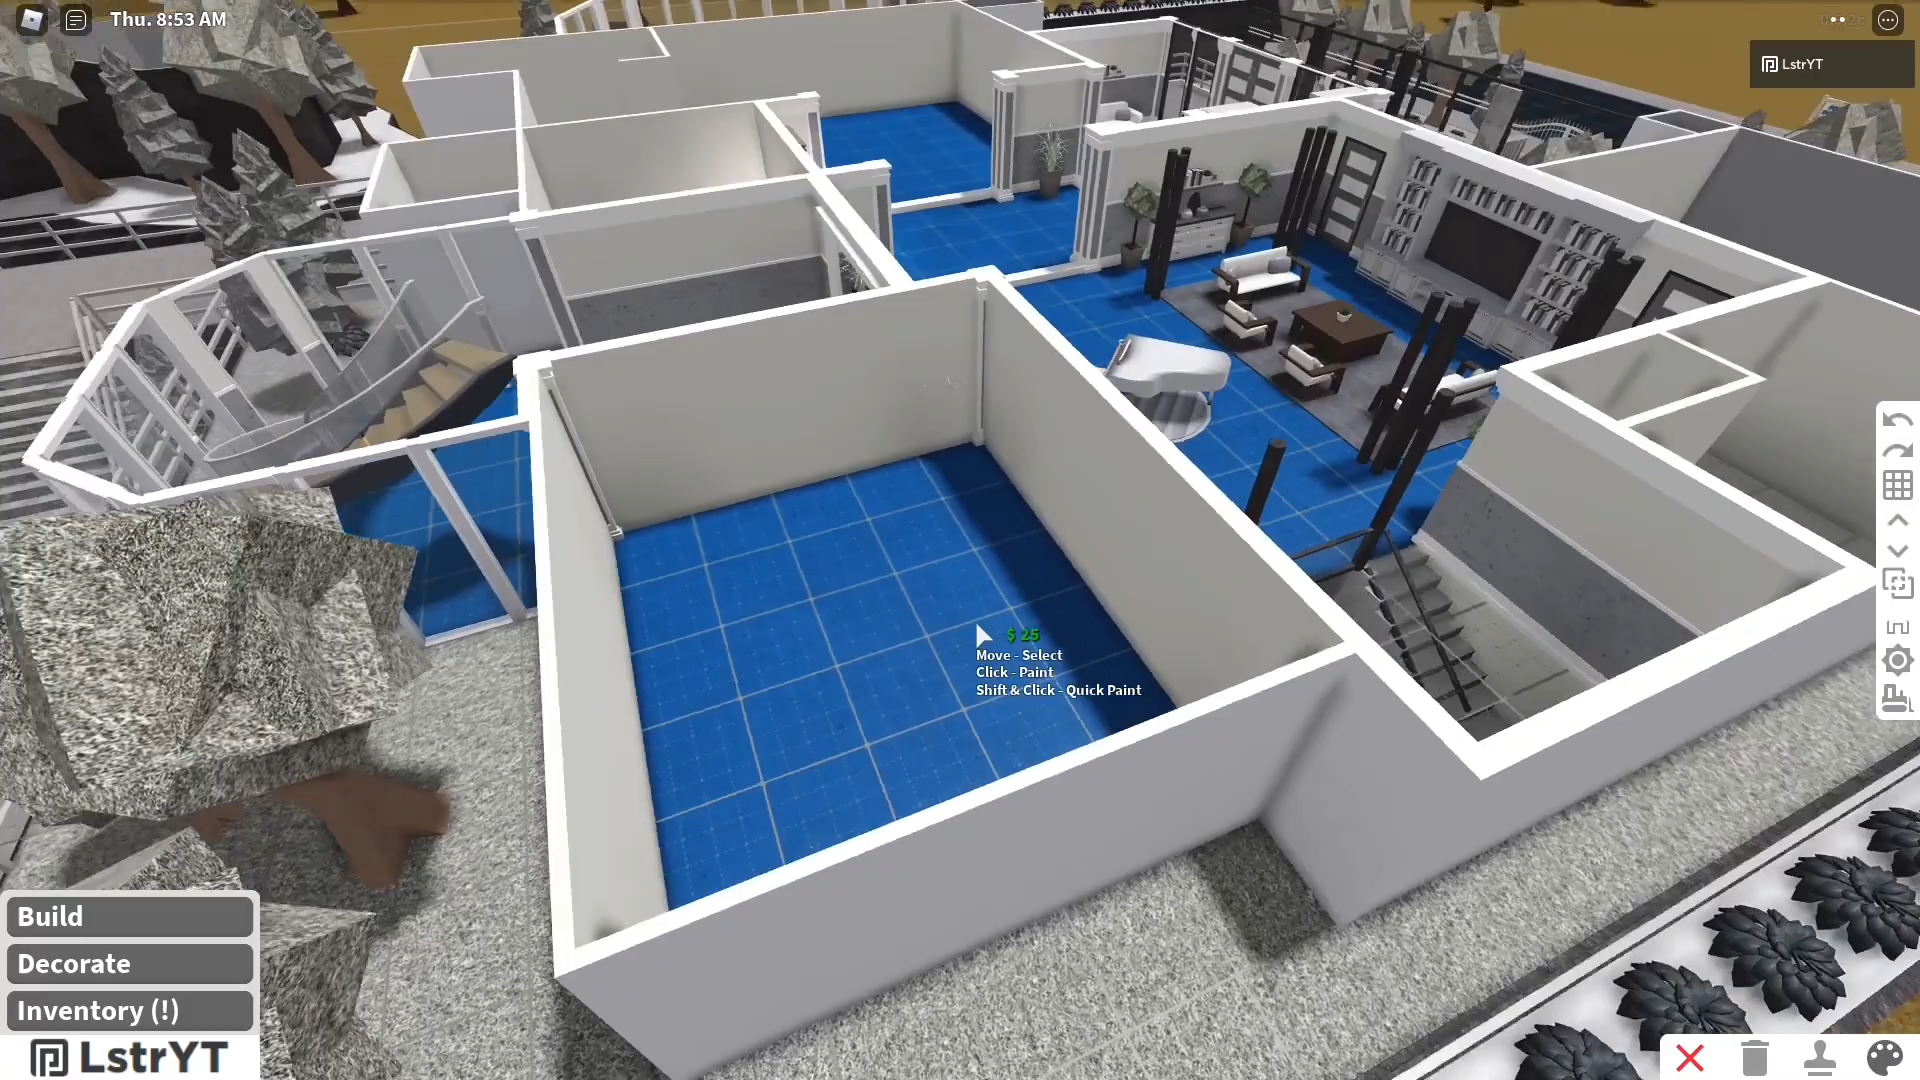 Thu. 8:53 AM
LstrYT
$ 25
Move - Select
Click - Paint
Shift & Click - Quick Paint
Build
Decorate
Inventory (!)
LstrYT